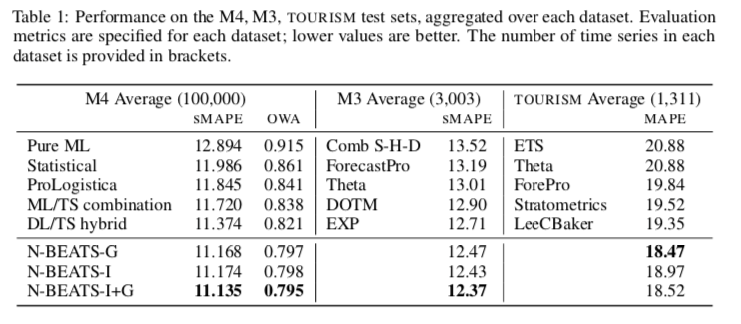 Table 1: Performance on the M4, M3, TOURISM test sets, aggregated over each dataset. Evaluation
metrics are specified for each dataset; lower values are better. The number of time series in each
dataset is provided in brackets.
M4 Average (100,000) M3 Average (3,003) TOURISM Average (1,311)
SMAPE OWA SMAPE MAPE
Pure ML 12.894 0.915 Comb S-H-D 13.52 ETS 20.88
Statistical 11.986 0.861 ForecastPro 13.19 Theta 20.88
ProLogistica 11.845 0.841 Theta 13.01 ForePro 19.84
ML/TS combination 11.720 0.838 DOTM 12.90 Stratometrics 19.52
DL/TS hybrid 11.374 0.821 EXP 12.71 LeeCBaker 19.35
N-BEATS-G 11.168 0.797 12.47 18.47
N-BEATS-I 11.174 0.798 12.43 18.97
N-BEATS-I+G 11.135 0.795 12.37 18.52